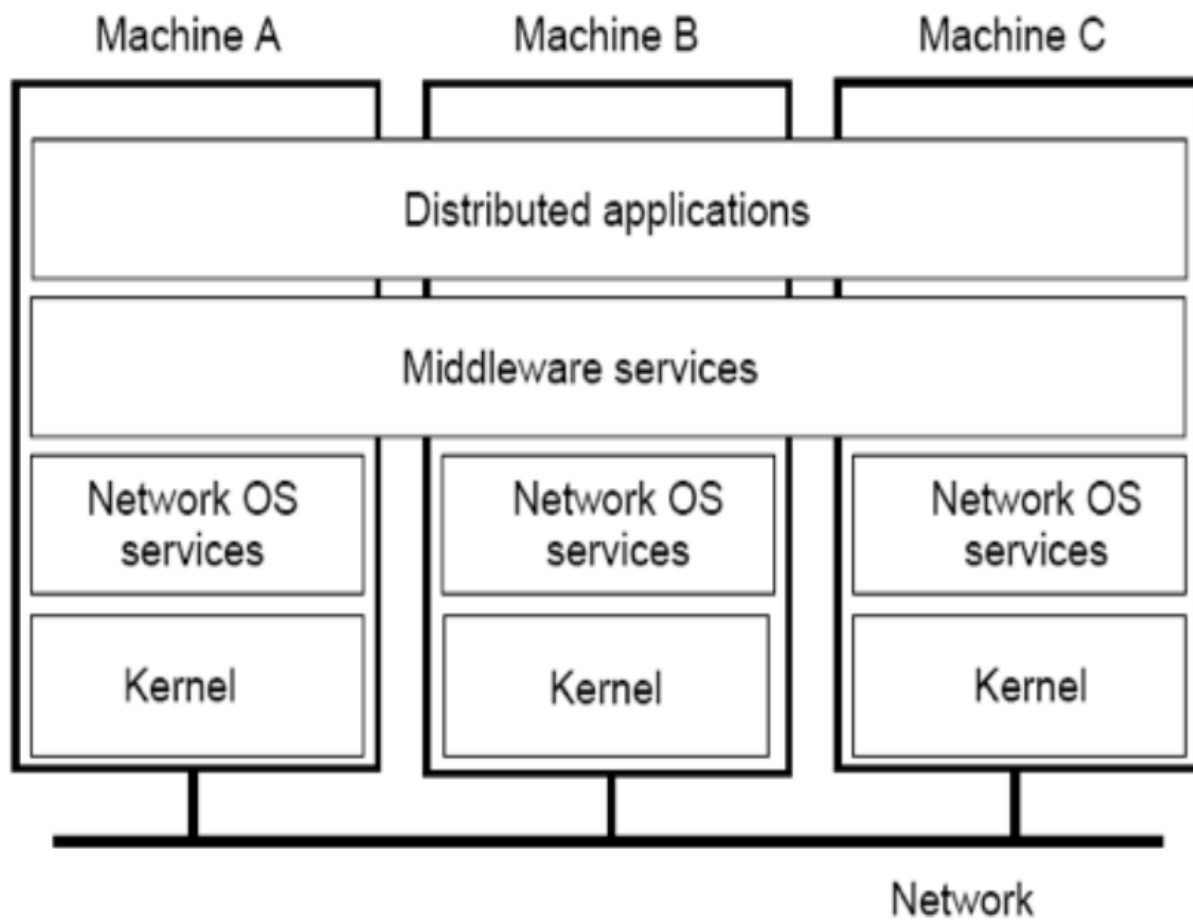 Machine A
Machine B
Machine C
Distributed applications
Middleware services
Network OS
services
Network OS
services
Network OS
services
Kernel
Kernel
Kernel
Network